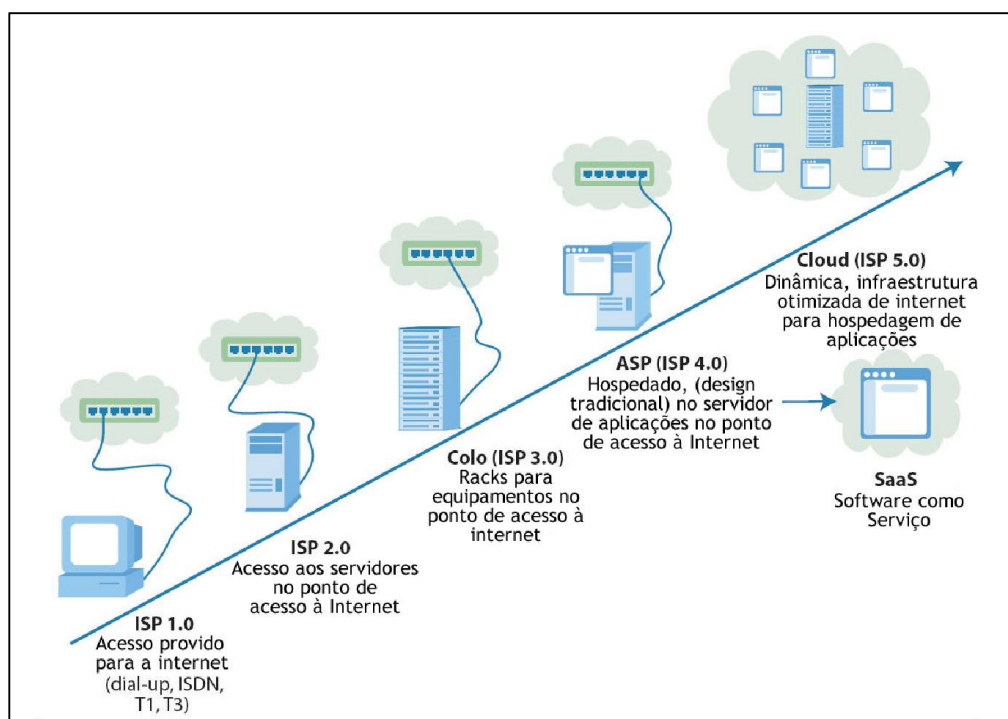 ISP 1.0
Acesso provido
para a internet
(dial-up, ISDN,
T1, T3)
ISP 2.0
Acesso aos servidores
no ponto de
acesso à Internet
Colo (ISP 3.0)
Racks para
equipamentos no
ponto de acesso à
internet
ASP (ISP 4.0)
Hospedado, (design
tradicional) no servidor
de aplicações no ponto
de acesso à Internet
Cloud (ISP 5.0)
Dinâmica, infraestrutura
otimizada de internet
para hospedagem de
aplicações
SaaS
Software como
Serviço